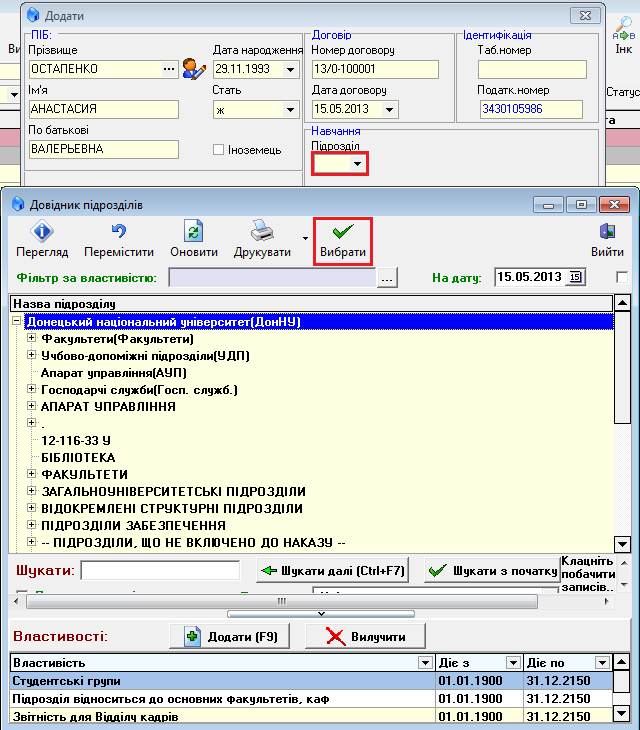 Додати
ПІБ:
Договір
Ідентифікація
Прізвище
Дата народження
Номер договору
Таб.номер
Інк
ОСТАПЕНКО
...
29.11.1993
13/0-100001
Ім'я
Стать
Дата договору
Податк.номер
Статус
АНАСТАСИЯ
ж
15.05.2013
3430105986
та
По батькові
Навчання
ВАЛЕРЬЕВНА
Іноземець
Підрозділ
Довідник підрозділів
Перегляд
Перемістити
Оновити
Друкувати
Вибрати
Вийти
Фільтр за властивістю:
...
На дату:
15.05.2013
15
Назва підрозділу
Донецький національний університет(ДонНУ)
Факультети(Факультети)
Учбово-допоміжні підрозділи(УДП)
Апарат управління(АУП)
Господарчі служби(Госп. служб.)
АПАРАТ УПРАВЛІННЯ
.
12-116-33 У
БІБЛІОТЕКА
ФАКУЛЬТЕТИ
ЗАГАЛЬНОУНІВЕРСИТЕТСЬКІ ПІДРОЗДІЛИ
ВІДОКРЕМЛЕНІ СТРУКТУРНІ ПІДРОЗДІЛИ
ПІДРОЗДІЛИ ЗАБЕЗПЕЧЕННЯ
-- ПІДРОЗДІЛИ, ЩО НЕ ВКЛЮЧЕНО ДО НАКАЗУ --
Шукати:
Шукати далі (Ctrl+F7)
Шукати з початку
Клацніть
побачити
записів..
Властивості:
Додати (F9)
Вилучити
Властивість
Діє з
Діє по
Студентські групи
01.01.1900
31.12.2150
Підрозділ відноситься до основних факультетів, каф
01.01.1900
31.12.2150
Звітність для Відділу кадрів
01.01.1900
31.12.2150